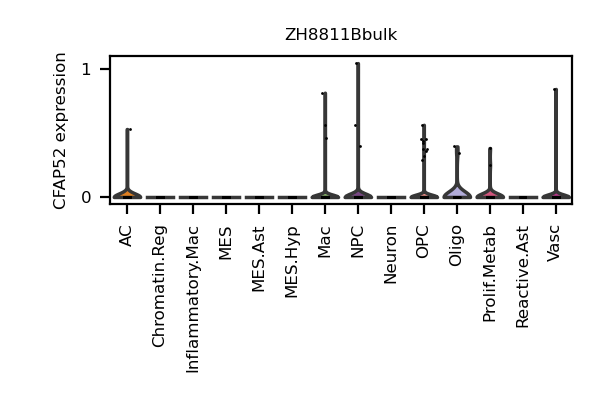 ZH8811Bbulk
CFAP52 expression
1
0
AC
Chromatin.Reg
Inflammatory.Mac
MES
MES.Ast
MES.Hyp
Mac
NPC
Neuron
OPC
Oligo
Prolif.Metab
Reactive.Ast
Vasc